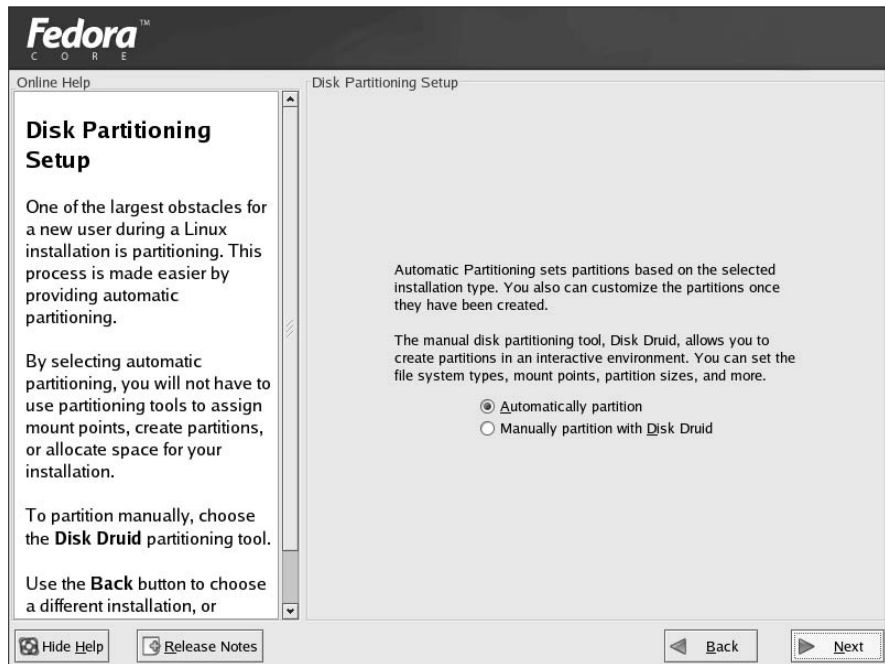 Fedora™
CORE
Online Help
Disk Partitioning
Setup
One of the largest obstacles for
a new user during a Linux
installation is partitioning. This
process is made easier by
providing automatic
partitioning.
By selecting automatic
partitioning, you will not have to
use partitioning tools to assign
mount points, create partitions,
or allocate space for your
installation.
To partition manually, choose
the Disk Druid partitioning tool.
Use the Back button to choose
a different installation, or
Disk Partitioning Setup
Automatic Partitioning sets partitions based on the selected
installation type. You also can customize the partitions once
they have been created.
The manual disk partitioning tool, Disk Druid, allows you to
create partitions in an interactive environment. You can set the
file system types, mount points, partition sizes, and more.
Automatically partition
Manually partition with Disk Druid
Hide Help
Release Notes
Back
Next